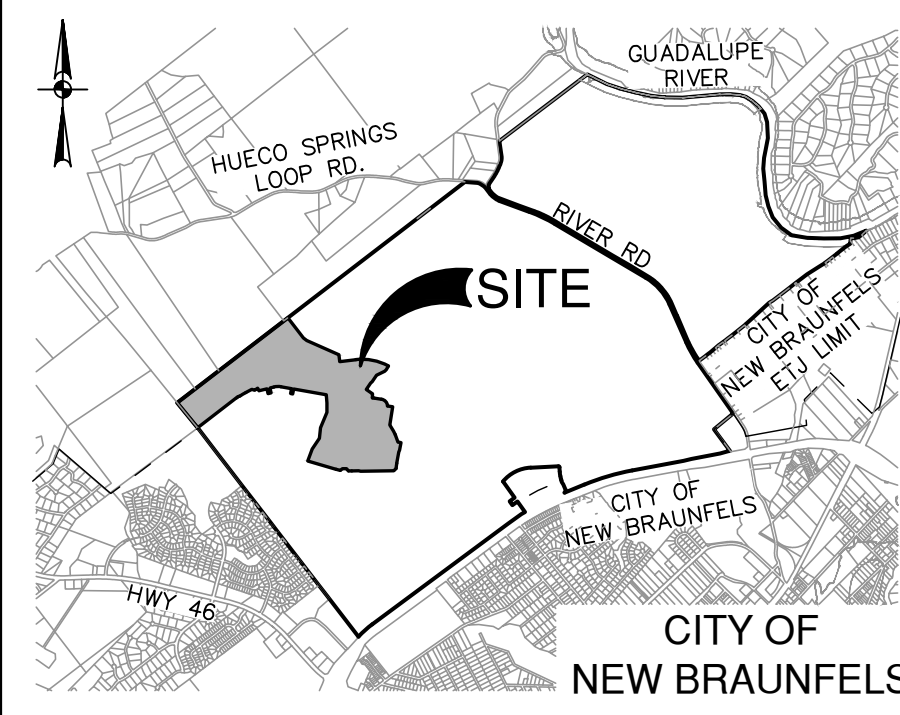 GUADALUPE
RIVER
HUECO SPRINGS
LOOP RD.
RIVER RD
SITE
CITY OF
NEW BRAUNFELS
ETJ LIMIT
CITY OF
NEW BRAUNFELS
HWY 46
CITY OF
NEW BRAUNFELS